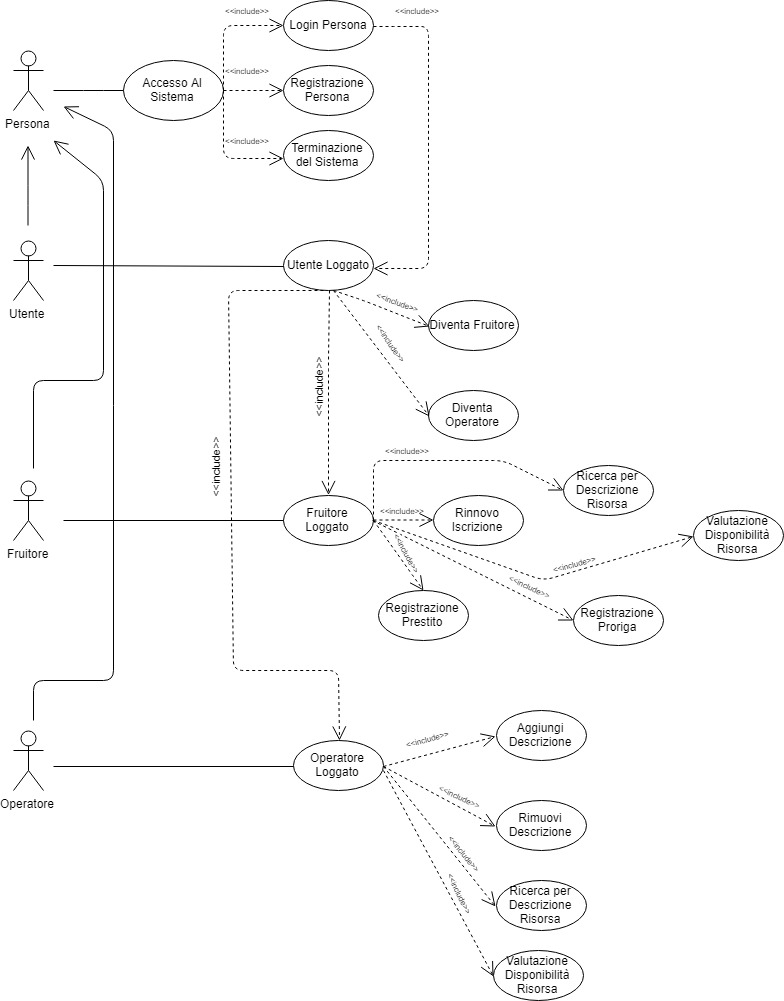 <<include>>
<<include>>
Login Persona
<<include>>
Accesso Al
Sistema
Registrazione
Persona
Persona
<<include>>
Terminazione
del Sistema
Utente Loggato
Utente
<<include>>
Diventa Fruitore
<<include>>
<<include>>
Diventa
Operatore
<<include>>
<<include>>
Ricerca per
Descrizione
Risorsa
Fruitore
Loggato
<<include>>
Rinnovo
Iscrizione
Valutazione
Disponibilità
Risorsa
Fruitore
<<include>>
<<include>>
<<include>>
Registrazione
Prestito
Registrazione
Proriga
Aggiungi
Descrizione
<<include>>
Operatore
Loggato
Operatore
<<include>>
Rimuovi
Descrizione
<<include>>
<<include>>
Ricerca per
Descrizione
Risorsa
Valutazione
Disponibilità
Risorsa